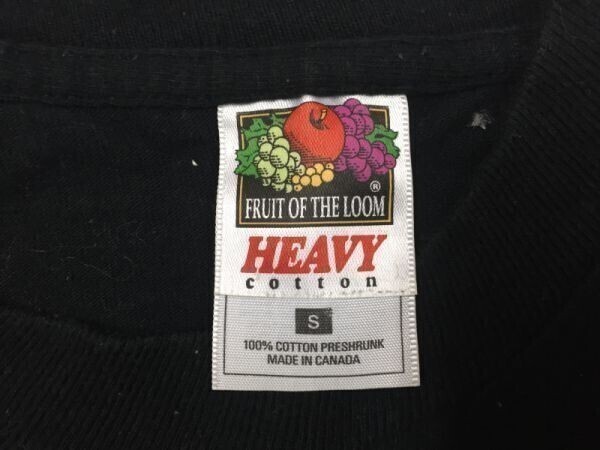 ®
FRUIT OF THE LOOM
HEAVY
cotton
S
100% COTTON PRESHRUNK
MADE IN CANADA